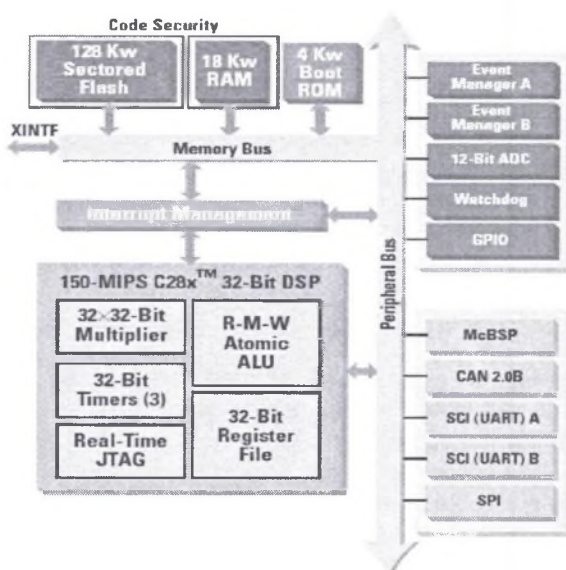 Code Security
128 Kw
Sectored
Flash
18 Kw
RAM
4 Kw
Boot
ROM
XINTF
Memory Bus
Interrupt Management
150-MIPS C28x™ 32-Bit DSP
32×32-Bit
Multiplier
R-M-W
Atomic
ALU
32-Bit
Timers (3)
32-Bit
Register
File
Real-Time
JTAG
Peripheral Bus
Event
Manager A
Event
Manager B
12-Bit ADC
Watchdog
GPIO
McBSP
CAN 2.0B
SCI (UART) A
SCI (UART) B
SPI